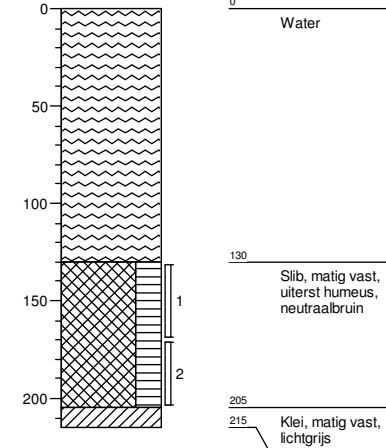 0
0
Water
50
100
130
Slib, matig vast,
uiterst humeus,
neutraalbruin
150
1
2
200
205
215
Klei, matig vast,
lichtgrijs